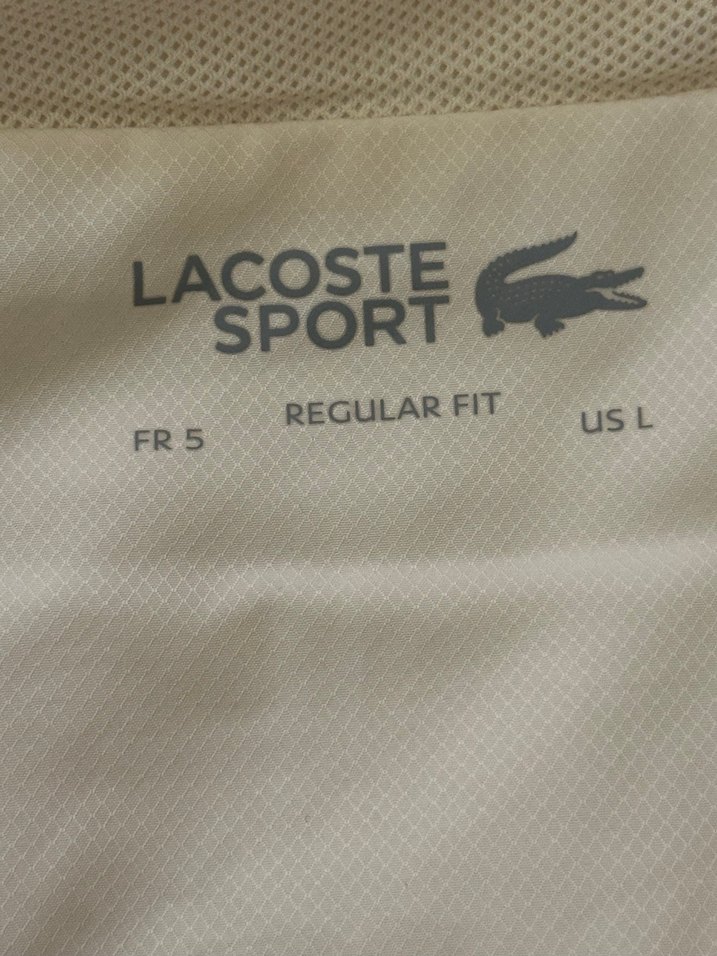 LACOSTE
SPORT
REGULAR FIT
FR 5
US L